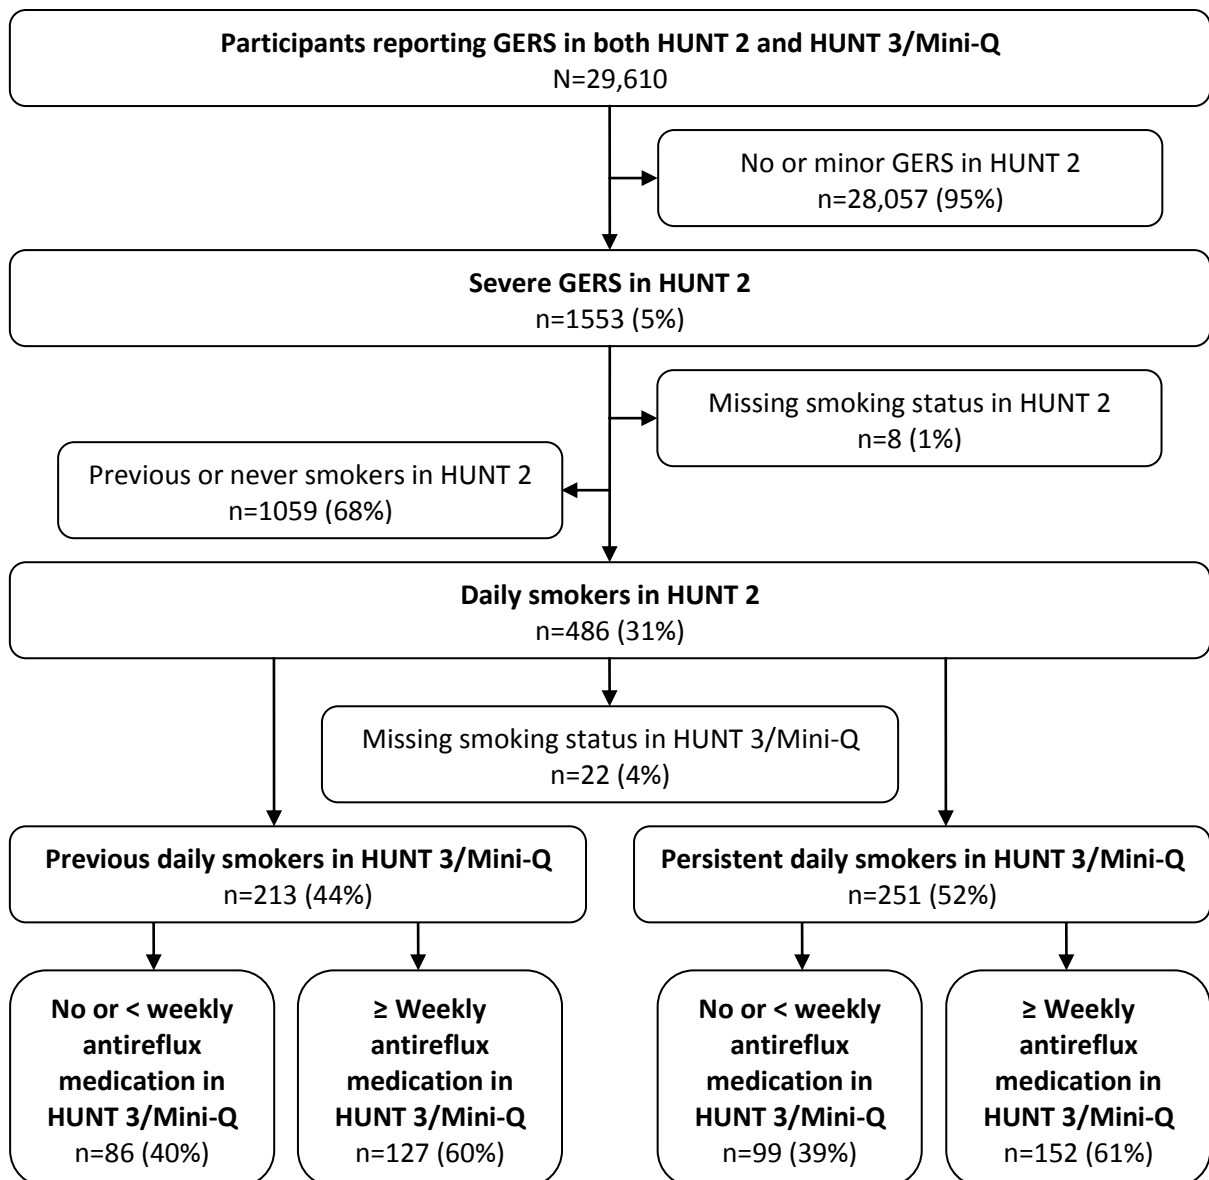 Participants reporting GERS in both HUNT 2 and HUNT 3/Mini-Q
N=29,610
No or minor GERS in HUNT 2
n=28,057 (95%)
Severe GERS in HUNT 2
n=1553 (5%)
Missing smoking status in HUNT 2
n=8 (1%)
Previous or never smokers in HUNT 2
n=1059 (68%)
Daily smokers in HUNT 2
n=486 (31%)
Missing smoking status in HUNT 3/Mini-Q
n=22 (4%)
Previous daily smokers in HUNT 3/Mini-Q
n=213 (44%)
Persistent daily smokers in HUNT 3/Mini-Q
n=251 (52%)
No or < weekly
antireflux
medication in
HUNT 3/Mini-Q
n=86 (40%)
≥ Weekly
antireflux
medication in
HUNT 3/Mini-Q
n=127 (60%)
No or < weekly
antireflux
medication in
HUNT 3/Mini-Q
n=99 (39%)
≥ Weekly
antireflux
medication in
HUNT 3/Mini-Q
n=152 (61%)